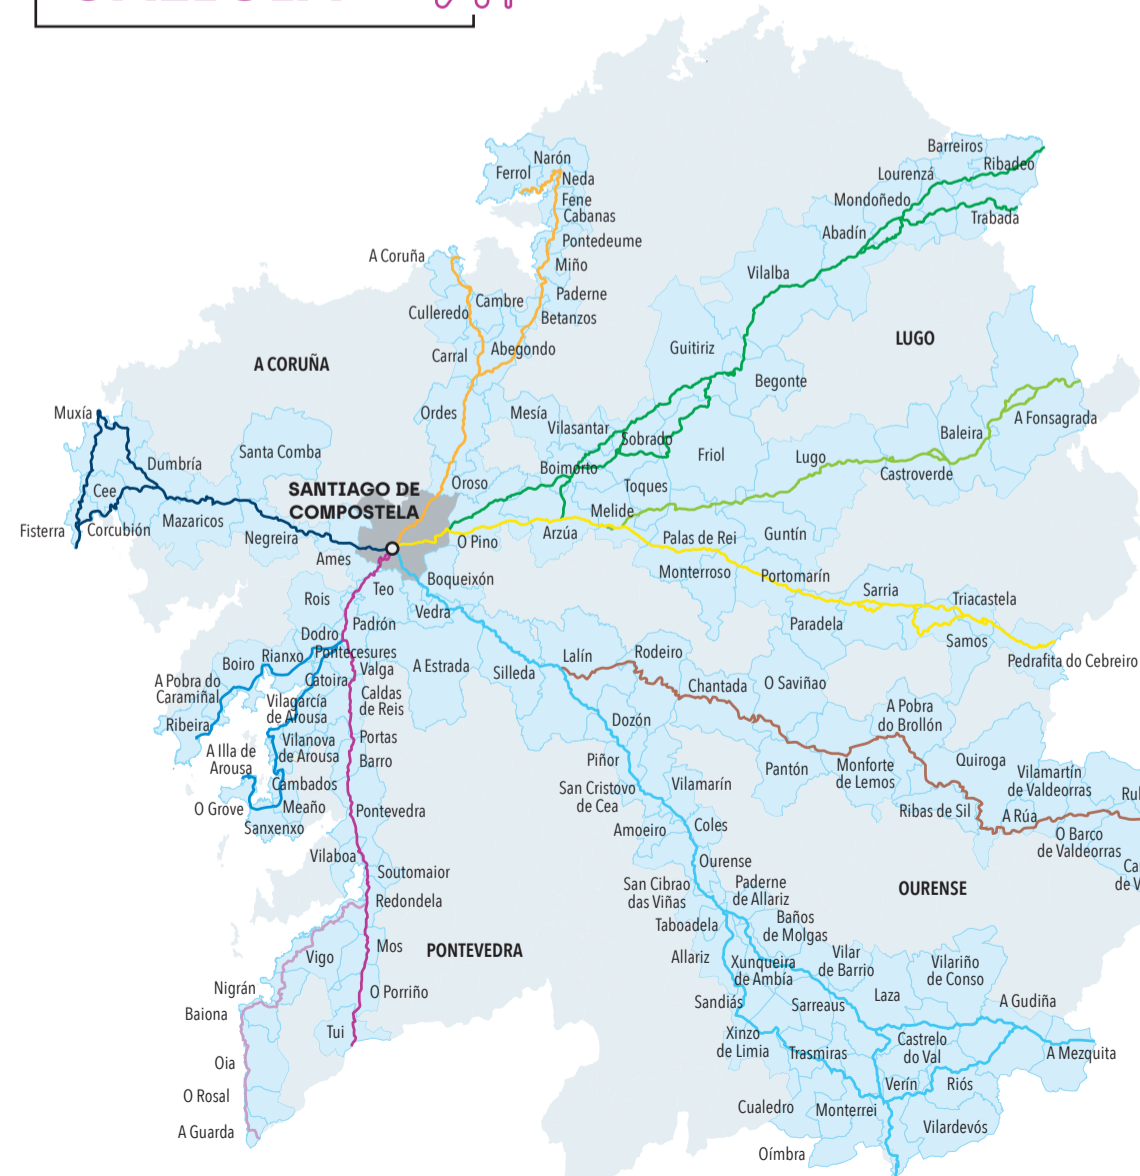 Barreiros
Ribadeo
Lourenzá
Mondoñedo
Trabada
Abadín
Narón
Ferrol
Neda
Fene
Cabanas
Pontedeume
Miño
Paderne
Betanzos
A Coruña
Cambre
Culleredo
Abegondo
Carral
Vilalba
LUGO
Guitiriz
A CORUÑA
Begonte
Muxía
Ordes
Mesía
Vilasantar
A Fonsagrada
Baleira
Sobrado
Santa Comba
Friol
Lugo
Dumbría
Boimorto
Castroverde
Cee
SANTIAGO DE
COMPOSTELA
Oroso
Toques
Melide
Mazaricos
Fisterra
Corcubión
Negreira
O Pino
Arzúa
Palas de Rei
Guntín
Ames
Monterroso
Portomarín
Boqueixón
Teo
Sarria
Triacastela
Rois
Vedra
Padrón
Paradela
Samos
Dodro
Pontecesures
Rianxo
Boiro
Valga
A Estrada
Silleda
Lalín
Rodeiro
Pedrafita do Cebreiro
A Pobra do
Caramiñal
Catoira
Chantada
O Saviñao
Caldas
de Reis
Vilagarcía
de Arousa
Ribeira
Dozón
A Pobra
do Brollón
Portas
Vilanova
de Arousa
A Illa de
Arousa
Barro
Piñor
Pantón
Monforte
de Lemos
Quiroga
Vilamartín
de Valdeorras
Cambados
San Cristovo
de Cea
Vilamarín
O Grove
Meaño
Pontevedra
Ribas de Sil
A Rúa
Sanxenxo
Amoeiro
Coles
O Barco
de Valdeorras
Vilaboa
Soutomaior
Ourense
San Cibrao
das Viñas
Paderne
de Allariz
OURENSE
Redondela
Taboadela
Baños
de Molgas
Mos
PONTEVEDRA
Vigo
Allariz
Xunqueira
de Ambía
Vilar
de Barrio
Vilariño
de Conso
Nigrán
O Porriño
Baiona
Sandiás
Sarreaus
Laza
A Gudiña
Tui
Xinzo
de Limia
Trasmiras
Castrelo
do Val
A Mezquita
Oia
O Rosal
Verín
Riós
Cualedro
Monterrei
A Guarda
Vilardevós
Oímbra